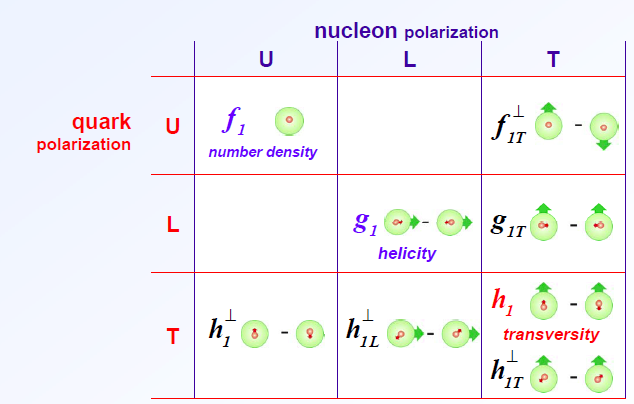 nucleon polarization
U L T
quark
polarization
U f₁ f⊥₁T -
number density
L g₁ - g₁T -
helicity
h₁ -
T h⊥₁ - h⊥₁L - transversity
h⊥₁T -